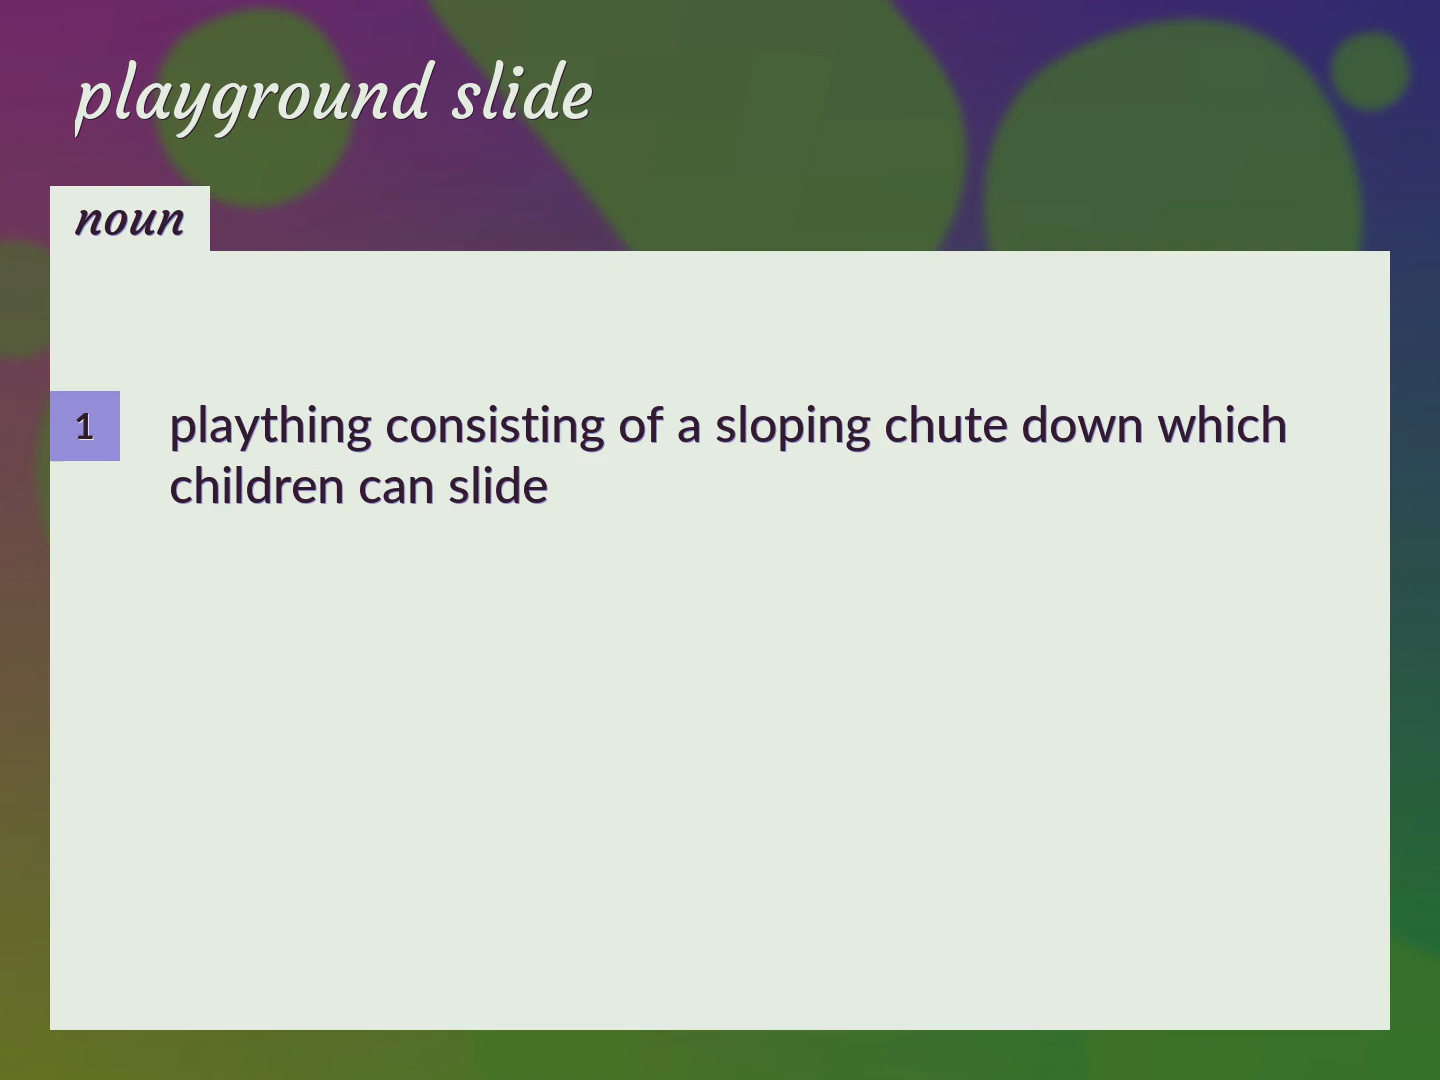 playground slide
noun
1 plaything consisting of a sloping chute down which
children can slide